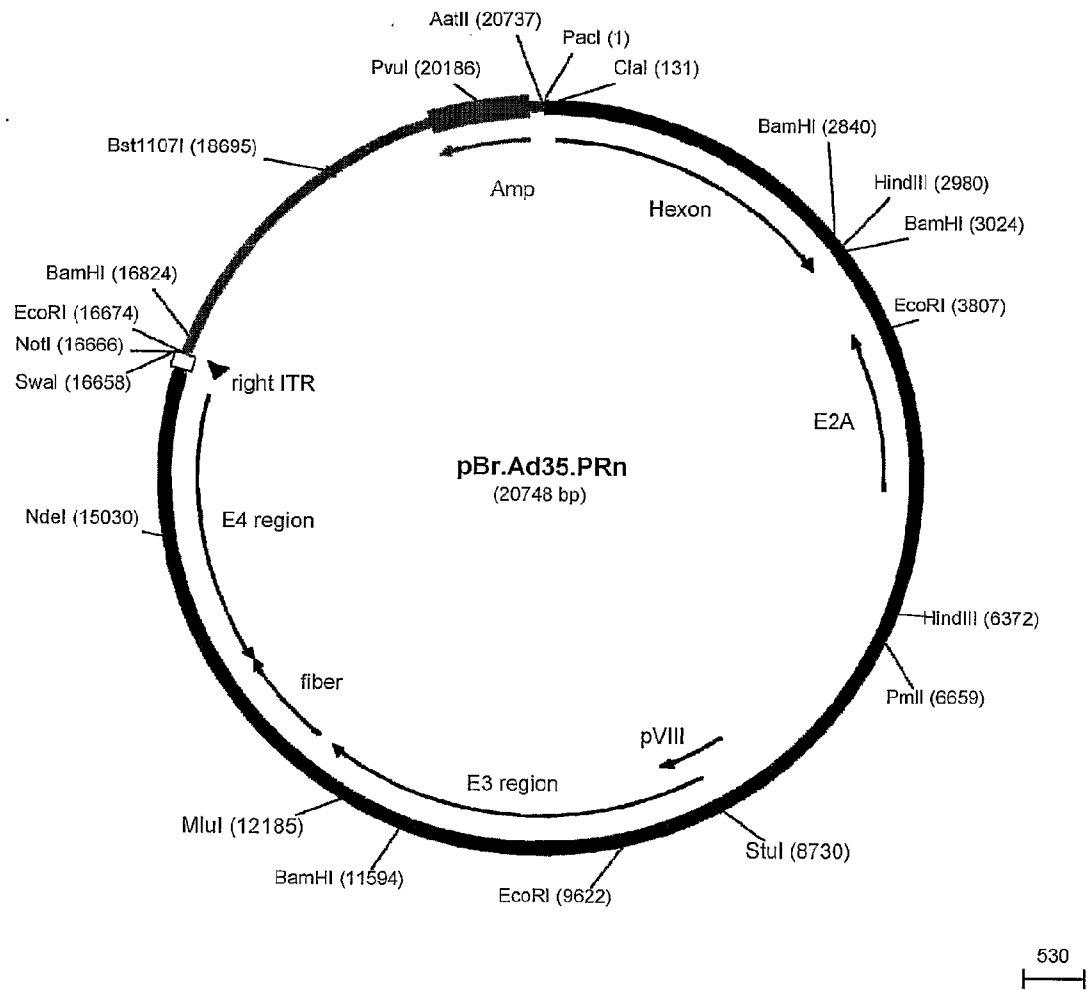 AatII (20737)
PacI (1)
PvuI (20186)
ClaI (131)
BamHI (2840)
Bst1107I (18695)
HindIII (2980)
Amp
Hexon
BamHI (3024)
BamHI (16824)
EcoRI (16674)
EcoRI (3807)
NotI (16666)
SwaI (16658)
right ITR
E2A
pBr.Ad35.PRn
(20748 bp)
NdeI (15030)
E4 region
HindIII (6372)
fiber
PmlI (6659)
pVIII
E3 region
MluI (12185)
StuI (8730)
BamHI (11594)
EcoRI (9622)
530